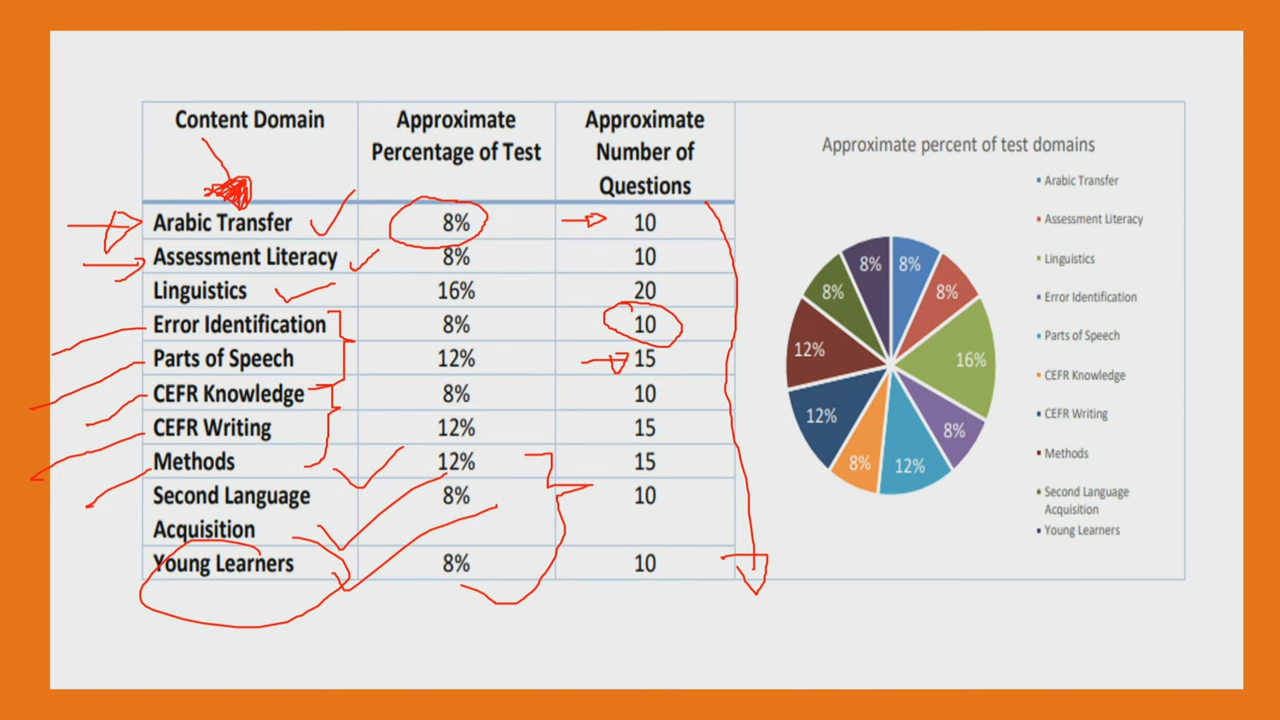 Content Domain
Approximate
Percentage of Test
Approximate
Number of
Questions
Arabic Transfer 8% 10
Assessment Literacy 8% 10
Linguistics 16% 20
Error Identification 8% 10
Parts of Speech 12% 15
CEFR Knowledge 8% 10
CEFR Writing 12% 15
Methods 12% 15
Second Language 8% 10
Acquisition
Young Learners 8% 10
Approximate percent of test domains
8%
8%
16%
8%
12%
8%
12%
12%
8%
8%
Arabic Transfer
Assessment Literacy
Linguistics
Error Identification
Parts of Speech
CEFR Knowledge
CEFR Writing
Methods
Second Language
Acquisition
Young Learners